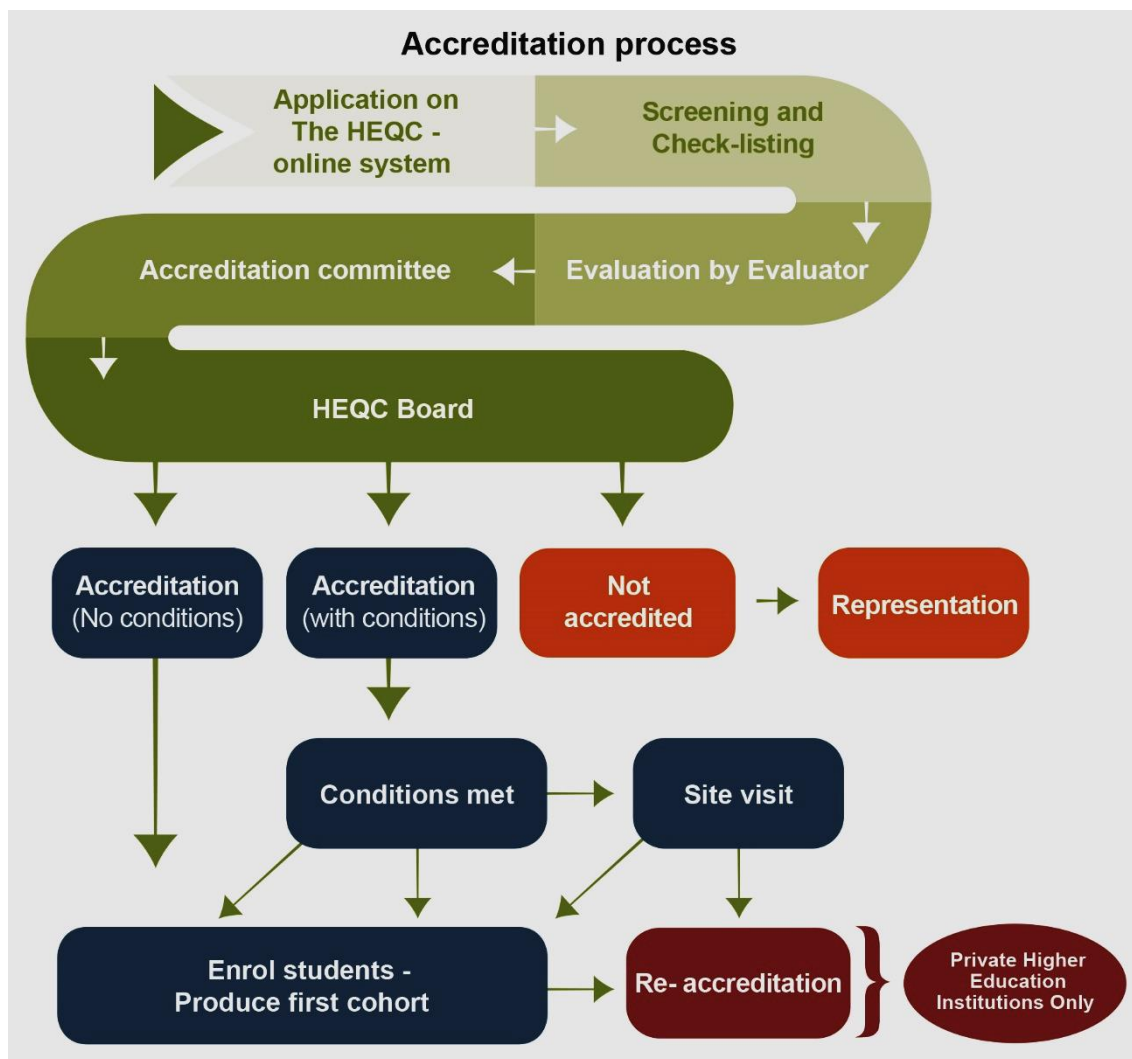 Accreditation process
Application on
The HEQC -
online system
Screening and
Check-listing
Accreditation committee
Evaluation by Evaluator
HEQC Board
Accreditation
(No conditions)
Accreditation
(with conditions)
Not
accredited
Representation
Conditions met
Site visit
Enrol students -
Produce first cohort
Re- accreditation
Private Higher
Education
Institutions Only